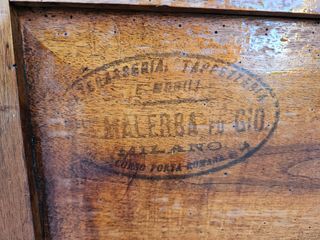 TAPPEZZERIA
E MOBILI
MALERBA fu GIO.
MILANO
CORSO PORTA ROMANA